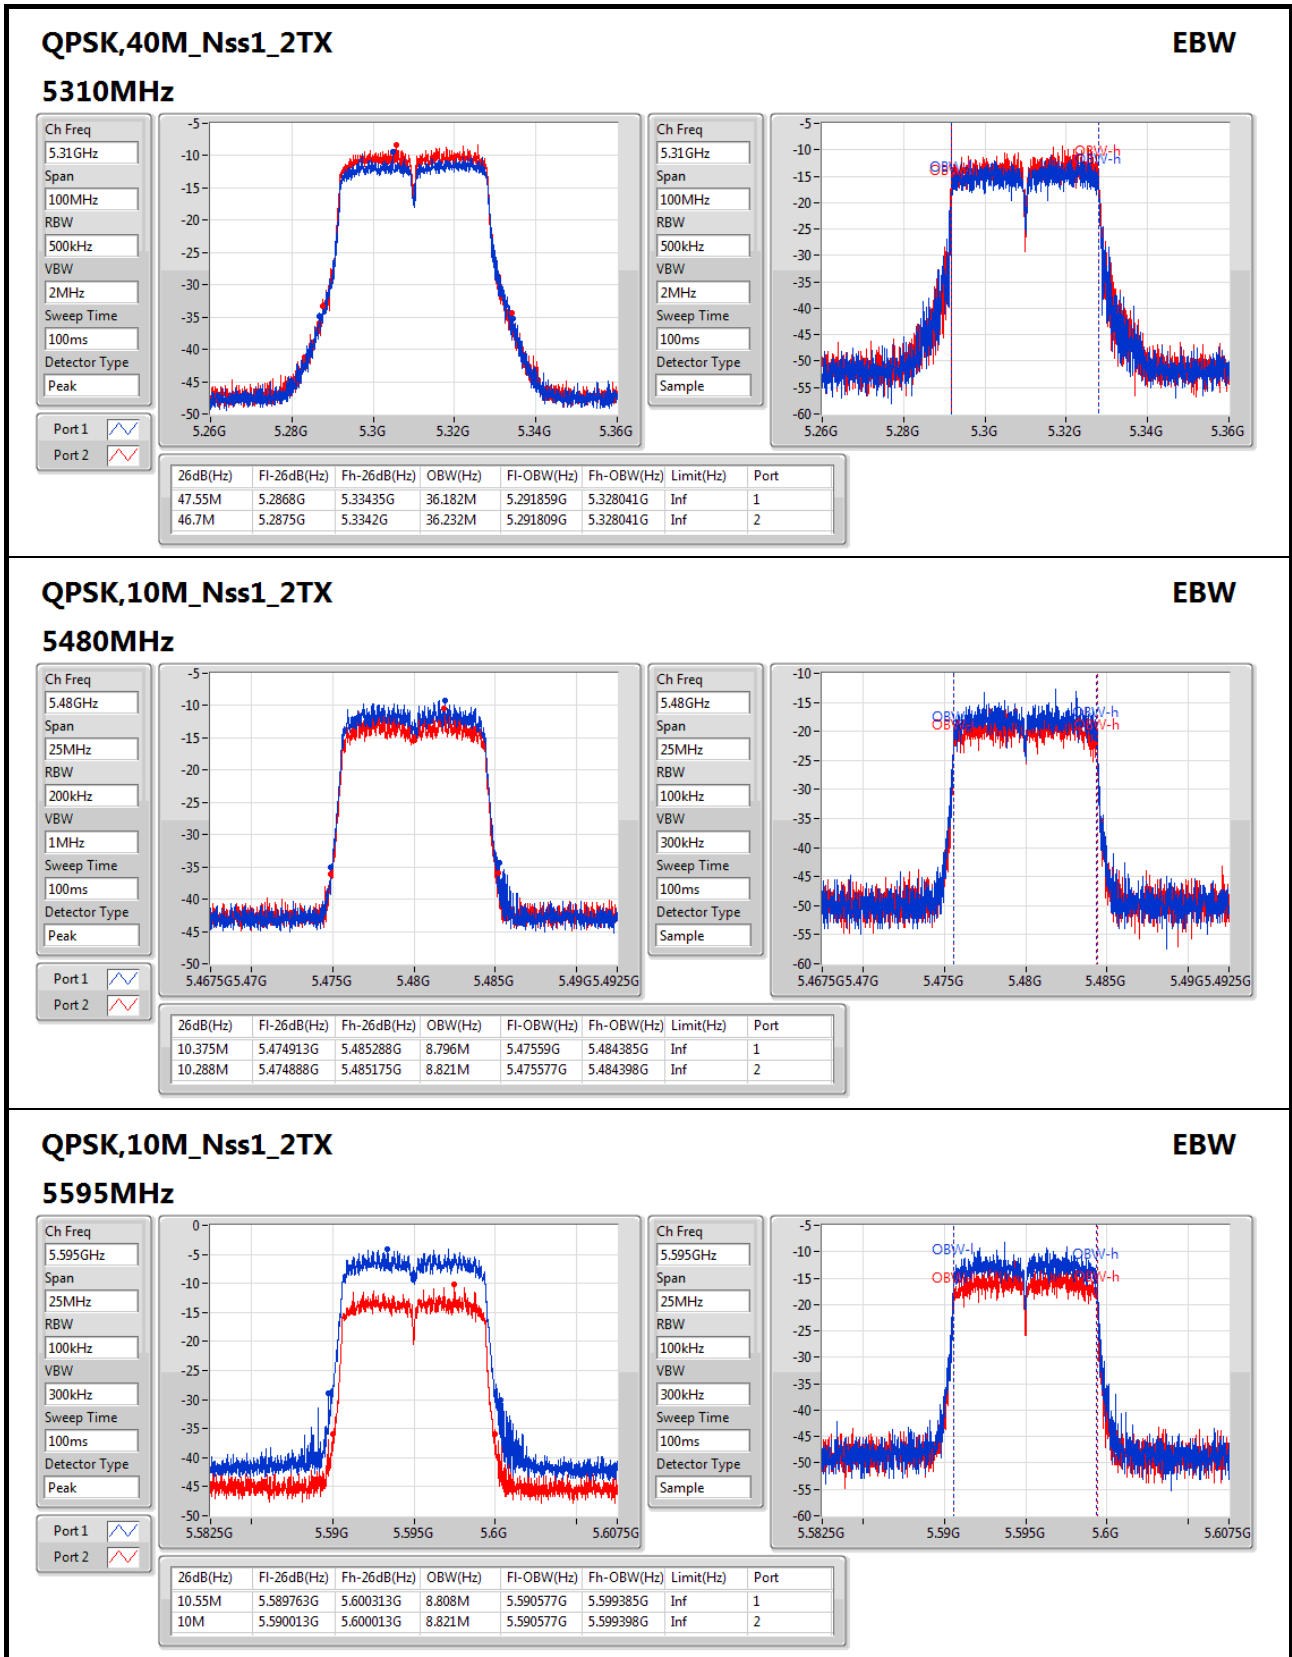 QPSK,40M_Nss1_2TX EBW
5310MHz
Ch Freq
5.31GHz
Span
100MHz
RBW
500kHz
VBW
2MHz
Sweep Time
100ms
Detector Type
Peak
Port 1
Port 2
-5
-10
-15
-20
-25
-30
-35
-40
-45
-50
5.26G 5.28G 5.3G 5.32G 5.34G 5.36G
Ch Freq
5.31GHz
Span
100MHz
RBW
500kHz
VBW
2MHz
Sweep Time
100ms
Detector Type
Sample
-5
-10
-15
-20
-25
-30
-35
-40
-45
-50
-55
-60
OBW-h
OBW-h
5.26G 5.28G 5.3G 5.32G 5.34G 5.36G
26dB(Hz) Fl-26dB(Hz) Fh-26dB(Hz) OBW(Hz) Fl-OBW(Hz) Fh-OBW(Hz) Limit(Hz) Port
47.55M 5.2868G 5.33435G 36.182M 5.291859G 5.328041G Inf 1
46.7M 5.2875G 5.3342G 36.232M 5.291809G 5.328041G Inf 2
QPSK,10M_Nss1_2TX EBW
5480MHz
Ch Freq
5.48GHz
Span
25MHz
RBW
200kHz
VBW
1MHz
Sweep Time
100ms
Detector Type
Peak
Port 1
Port 2
-5
-10
-15
-20
-25
-30
-35
-40
-45
-50
5.4675G 5.47G 5.475G 5.48G 5.485G 5.49G 5.4925G
Ch Freq
5.48GHz
Span
25MHz
RBW
100kHz
VBW
300kHz
Sweep Time
100ms
Detector Type
Sample
-10
-15
-20
-25
-30
-35
-40
-45
-50
-55
-60
OBW-h
OBW-h
5.4675G 5.47G 5.475G 5.48G 5.485G 5.49G 5.4925G
26dB(Hz) Fl-26dB(Hz) Fh-26dB(Hz) OBW(Hz) Fl-OBW(Hz) Fh-OBW(Hz) Limit(Hz) Port
10.375M 5.474913G 5.485288G 8.796M 5.47559G 5.484385G Inf 1
10.288M 5.474888G 5.485175G 8.821M 5.475577G 5.484398G Inf 2
QPSK,10M_Nss1_2TX EBW
5595MHz
Ch Freq
5.595GHz
Span
25MHz
RBW
100kHz
VBW
300kHz
Sweep Time
100ms
Detector Type
Peak
Port 1
Port 2
0
-5
-10
-15
-20
-25
-30
-35
-40
-45
-50
5.5825G 5.59G 5.595G 5.6G 5.6075G
Ch Freq
5.595GHz
Span
25MHz
RBW
100kHz
VBW
300kHz
Sweep Time
100ms
Detector Type
Sample
-5
-10
-15
-20
-25
-30
-35
-40
-45
-50
-55
-60
OBW-l OBW-h
OBW-h
5.5825G 5.59G 5.595G 5.6G 5.6075G
26dB(Hz) Fl-26dB(Hz) Fh-26dB(Hz) OBW(Hz) Fl-OBW(Hz) Fh-OBW(Hz) Limit(Hz) Port
10.55M 5.589763G 5.600313G 8.808M 5.590577G 5.599385G Inf 1
10M 5.590013G 5.600013G 8.821M 5.590577G 5.599398G Inf 2